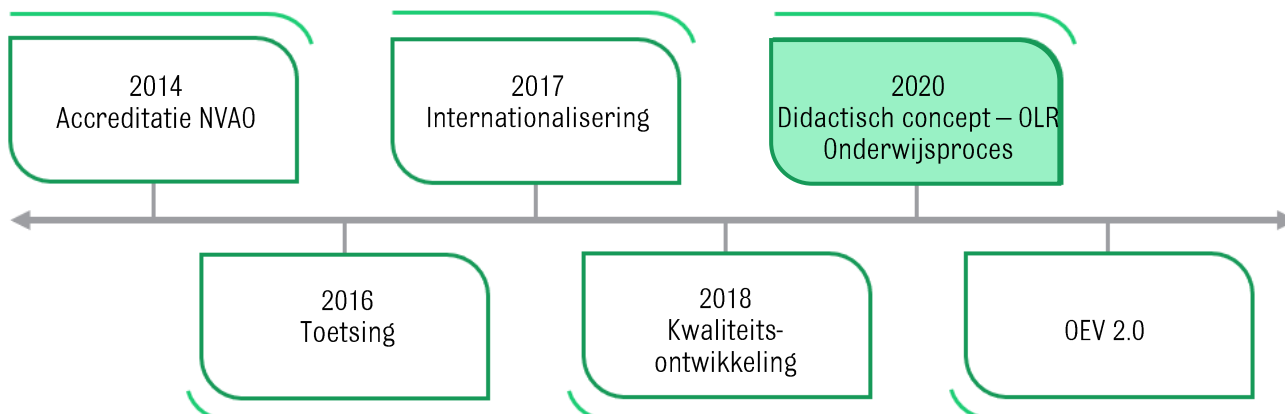 2014
Accreditatie NVAO
2016
Toetsing
2017
Internationalisering
2018
Kwaliteits-
ontwikkeling
2020
Didactisch concept – OLR
Onderwijsproces
OEV 2.0